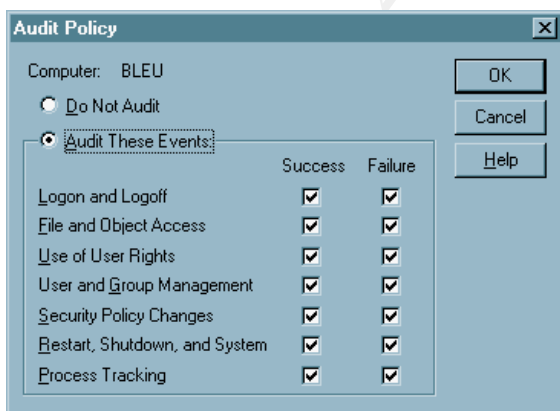 Audit Policy
Computer: BLEU
OK
Do Not Audit
Cancel
Audit These Events:
Help
Success Failure
Logon and Logoff
File and Object Access
Use of User Rights
User and Group Management
Security Policy Changes
Restart, Shutdown, and System
Process Tracking